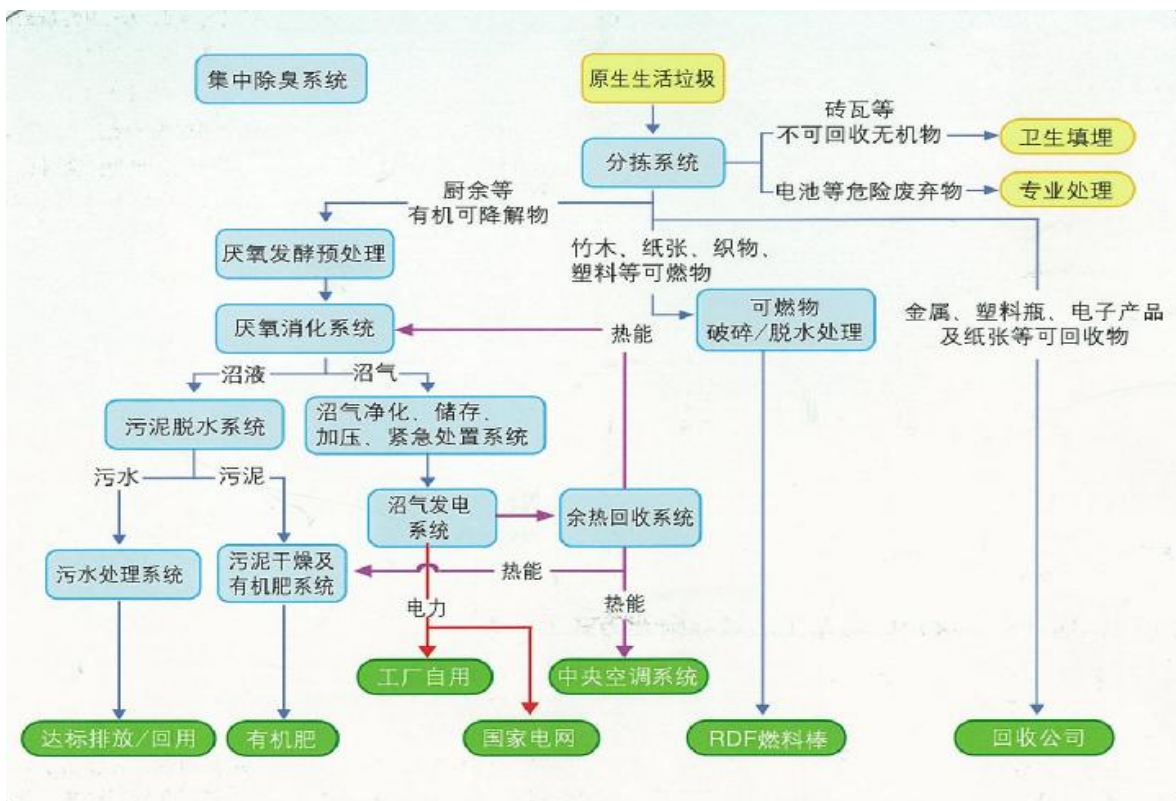 集中除臭系统
原生生活垃圾
分拣系统
砖瓦等
不可回收无机物
卫生填埋
电池等危险废弃物
专业处理
厨余等
有机可降解物
厌氧发酵预处理
竹木、纸张、织物、
塑料等可燃物
可燃物
破碎/脱水处理
金属、塑料瓶、电子产品
及纸张等可回收物
厌氧消化系统
热能
沼液
沼气
污泥脱水系统
沼气净化、储存、
加压、紧急处置系统
污水
污泥
沼气发电
系统
余热回收系统
污水处理系统
污泥干燥及
有机肥系统
热能
电力
热能
工厂自用
中央空调系统
达标排放/回用
有机肥
国家电网
RDF燃料棒
回收公司